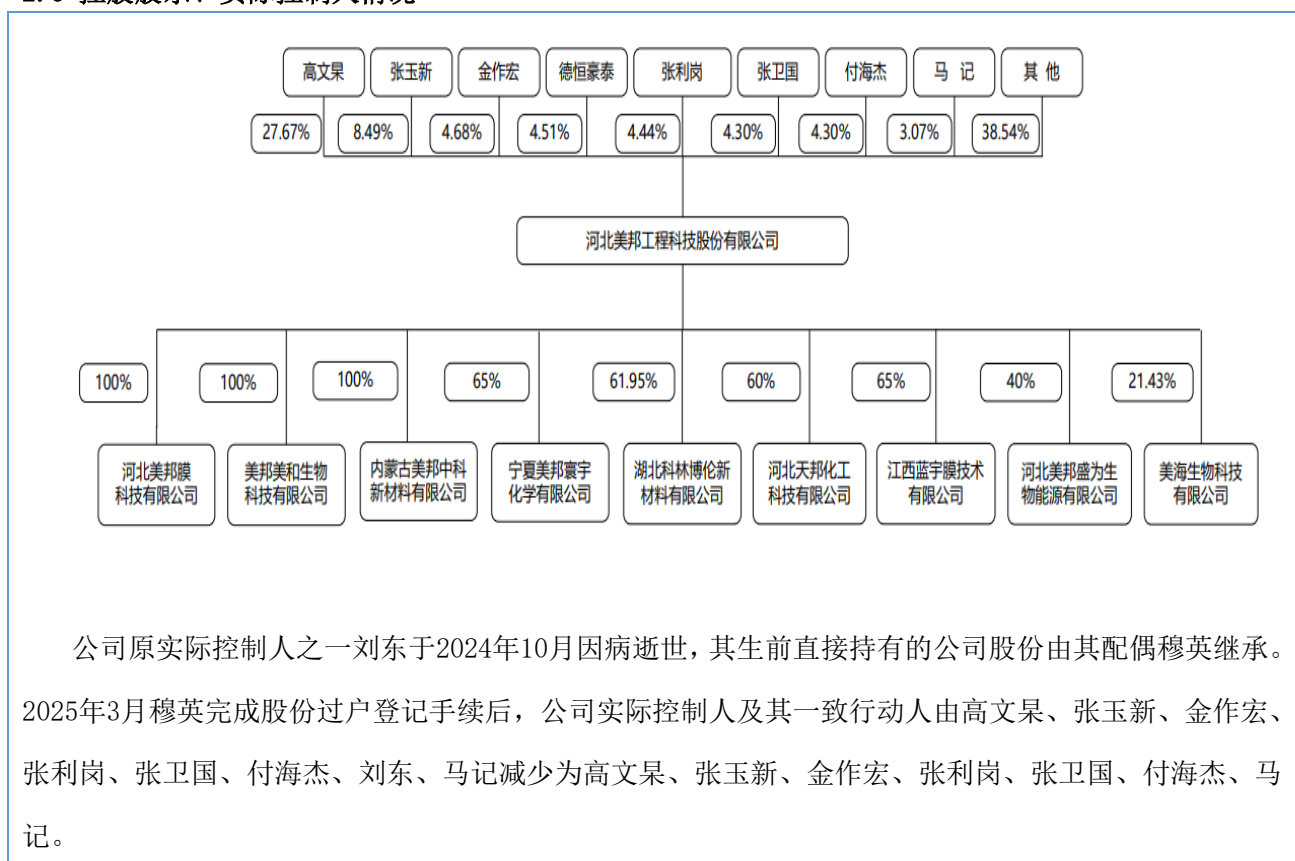 高文杲 张玉新 金作宏 德恒豪泰 张利岗 张卫国 付海杰 马 记 其 他
27.67% 8.49% 4.68% 4.51% 4.44% 4.30% 4.30% 3.07% 38.54%
河北美邦工程科技股份有限公司
100% 100% 100% 65% 61.95% 60% 65% 40% 21.43%
河北美邦膜
科技有限公司
美邦美和生物
科技有限公司
内蒙古美邦中科
新材料有限公司
宁夏美邦寰宇
化学有限公司
湖北科林博伦新
材料有限公司
河北天邦化工
科技有限公司
江西蓝宇膜技术
有限公司
河北美邦盛为生
物能源有限公司
美海生物科技
有限公司
公司原实际控制人之一刘东于2024年10月因病逝世，其生前直接持有的公司股份由其配偶穆英继承。
2025年3月穆英完成股份过户登记手续后，公司实际控制人及其一致行动人由高文杲、张玉新、金作宏、
张利岗、张卫国、付海杰、刘东、马记减少为高文杲、张玉新、金作宏、张利岗、张卫国、付海杰、马
记。